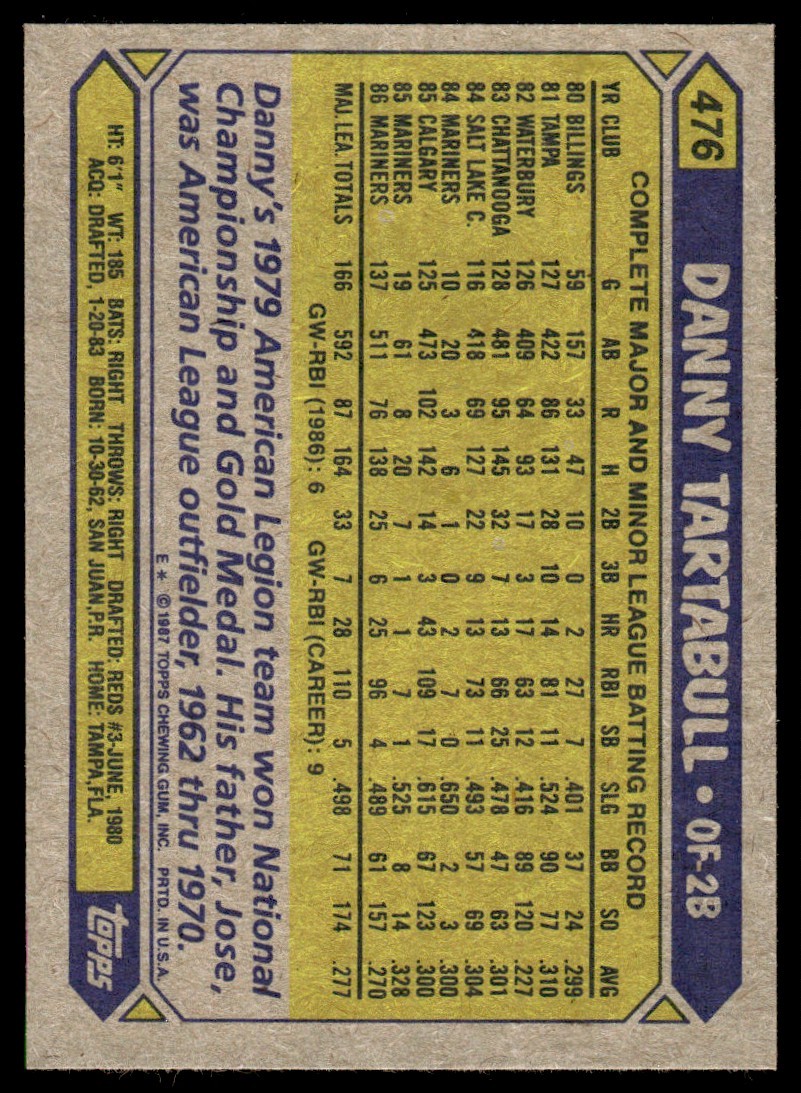 476 DANNY TARTABULL • OF-2B
COMPLETE MAJOR AND MINOR LEAGUE BATTING RECORD
YR CLUB G AB R H 2B 3B HR RBI SB SLG BB SO AVG
80 BILLINGS 59 157 33 47 10 0 2 27 7 .401 37 24 .299
81 TAMPA 127 422 86 131 28 10 14 81 11 .524 90 77 .310
82 WATERBURY 126 409 64 93 17 3 17 63 12 .416 89 120 .227
83 CHATTANOOGA 128 481 95 145 32 7 13 66 25 .478 47 63 .301
84 SALT LAKE C. 116 418 69 127 22 9 13 73 11 .493 57 69 .304
84 MARINERS 10 20 3 6 1 0 2 7 0 .650 2 3 .300
85 CALGARY 125 473 102 142 14 3 43 109 17 .615 67 123 .300
85 MARINERS 19 61 8 20 7 1 1 7 1 .525 8 14 .328
86 MARINERS 137 511 76 138 25 6 25 96 4 .489 61 157 .270
MAJ. LEA. TOTALS 166 592 87 164 33 7 28 110 5 .498 71 174 .277
GW-RBI (1986): 6 GW-RBI (CAREER): 9
Danny's 1979 American Legion team won National
Championship and Gold Medal. His father, Jose,
was American League outfielder, 1962 thru 1970.
E * © 1987 TOPPS CHEWING GUM, INC. PRTD. IN U.S.A.
HT: 6'1" WT: 185 BATS: RIGHT THROWS: RIGHT DRAFTED: REDS #3-JUNE, 1980
ACQ: DRAFTED, 1-20-83 BORN: 10-30-62, SAN JUAN,P.R. HOME: TAMPA,FLA.
topps